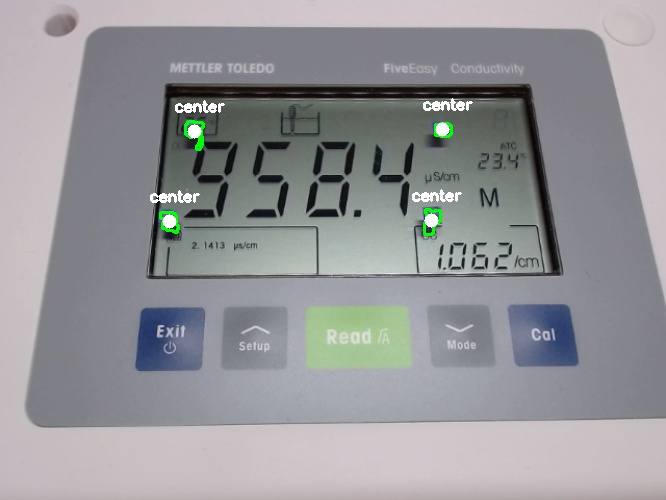 METTLER TOLEDO FiveEasy Conductivity
center center
ATC
958.4 µS/cm 23.4°C
center center
M
2. 1413 µs/cm 1.062/cm
Exit Setup Read /A Mode Cal